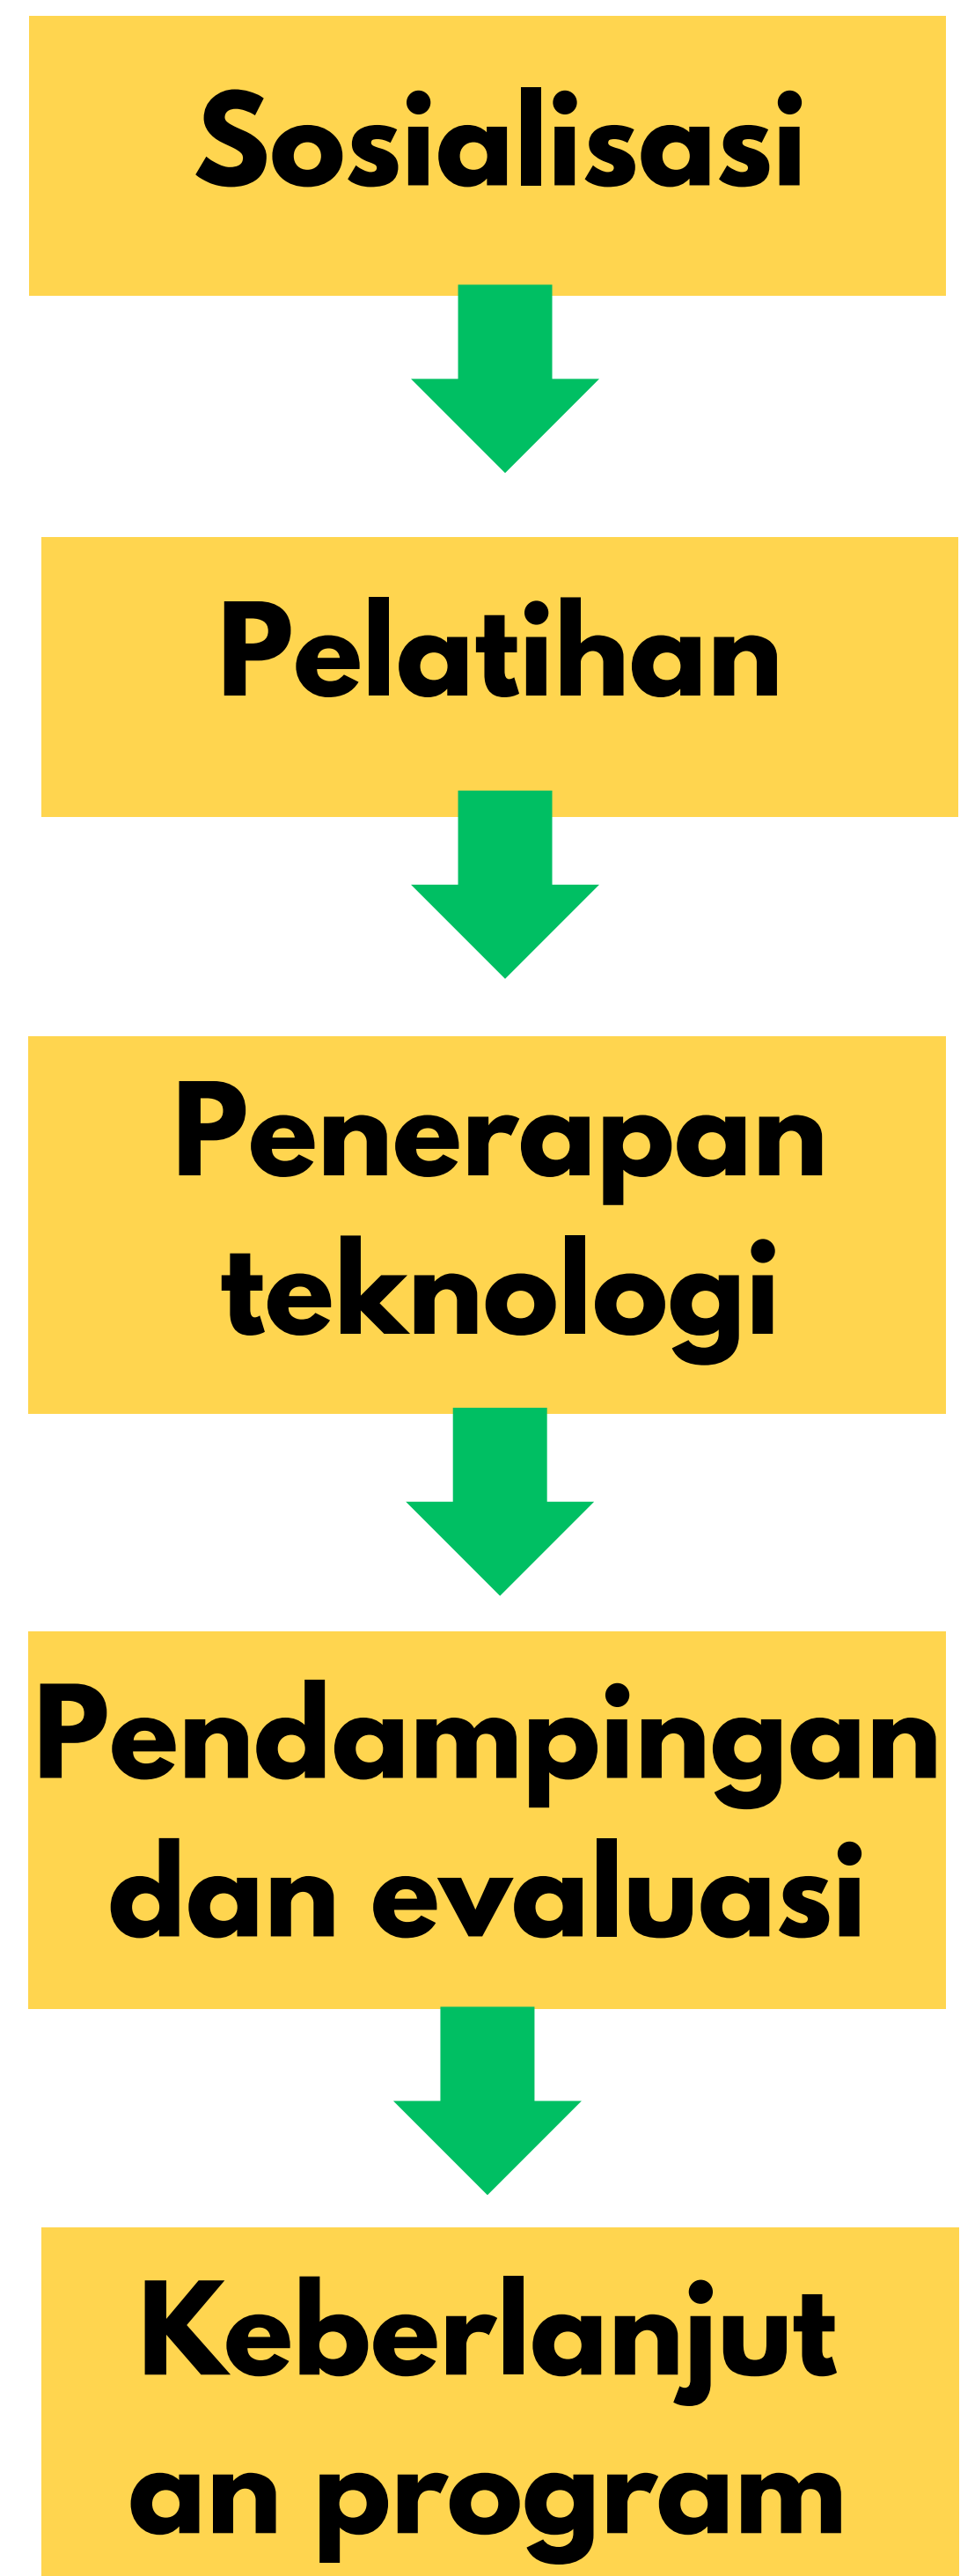 Sosialisasi
Pelatihan
Penerapan
teknologi
Pendampingan
dan evaluasi
Keberlanjut
an program